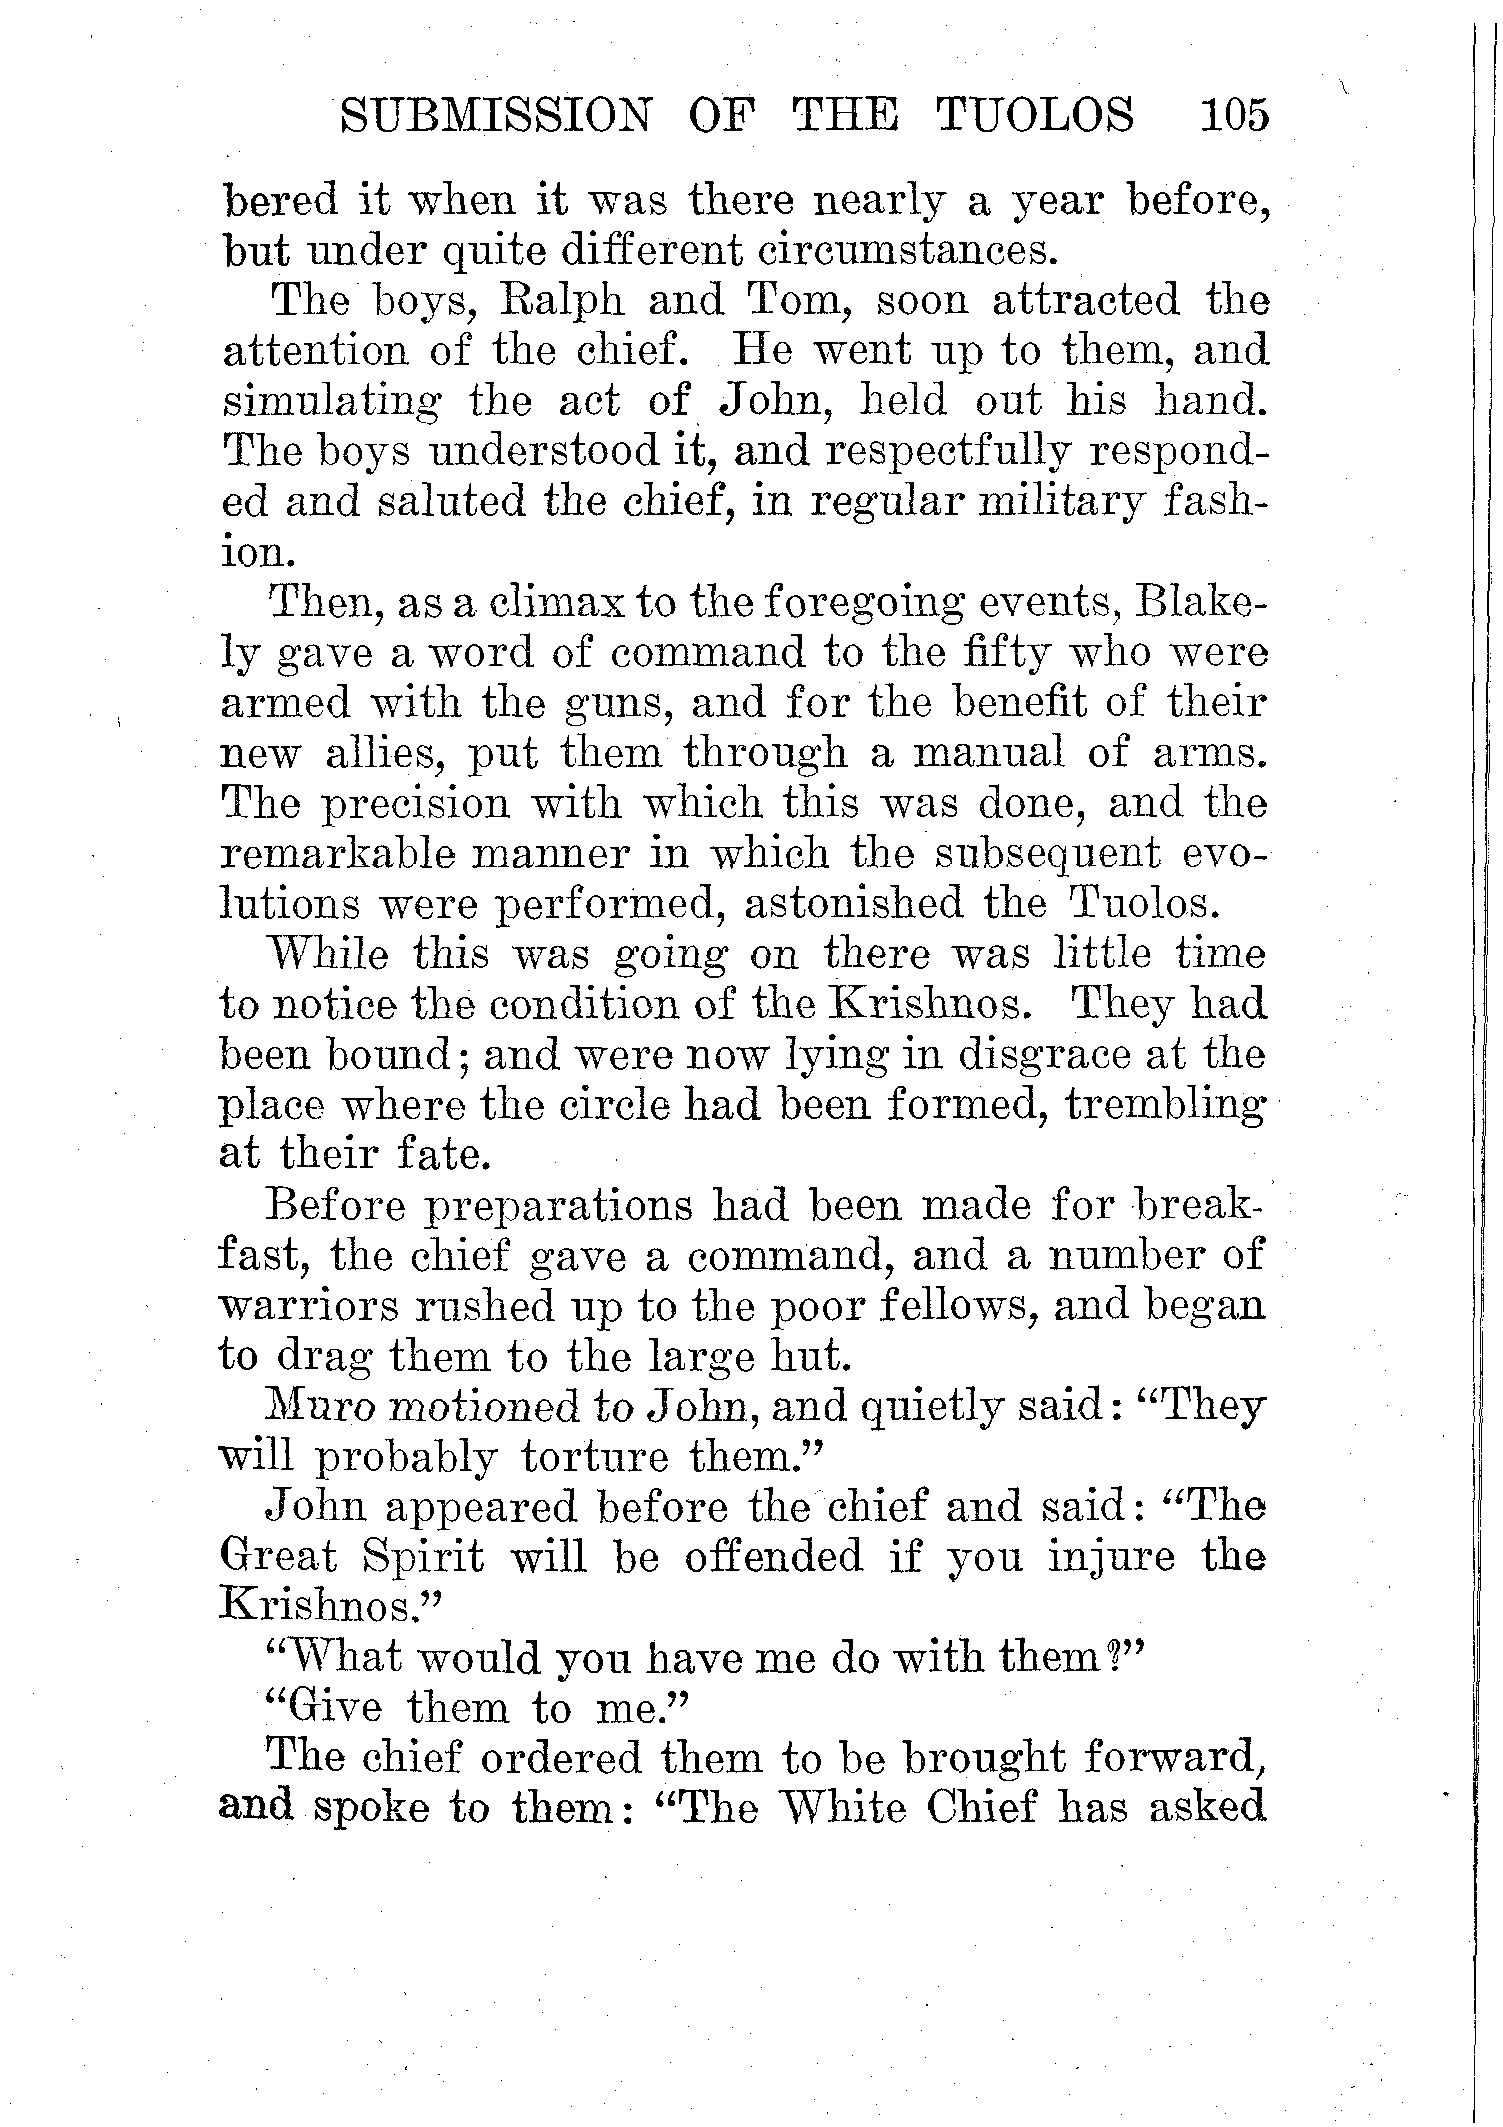 SUBMISSION OF THE TUOLOS 105
bered it when it was there nearly a year before,
but under quite different circumstances.
The boys, Ralph and Tom, soon attracted the
attention of the chief. He went up to them, and
simulating the act of John, held out his hand.
The boys understood it, and respectfully respond-
ed and saluted the chief, in regular military fash-
ion.
Then, as a climax to the foregoing events, Blake-
ly gave a word of command to the fifty who were
armed with the guns, and for the benefit of their
new allies, put them through a manual of arms.
The precision with which this was done, and the
remarkable manner in which the subsequent evo-
lutions were performed, astonished the Tuolos.
While this was going on there was little time
to notice the condition of the Krishnos. They had
been bound; and were now lying in disgrace at the
place where the circle had been formed, trembling
at their fate.
Before preparations had been made for break-
fast, the chief gave a command, and a number of
warriors rushed up to the poor fellows, and began
to drag them to the large hut.
Muro motioned to John, and quietly said: “They
will probably torture them.”
John appeared before the chief and said: “The
Great Spirit will be offended if you injure the
Krishnos.”
“What would you have me do with them?”
“Give them to me.”
The chief ordered them to be brought forward,
and spoke to them: “The White Chief has asked